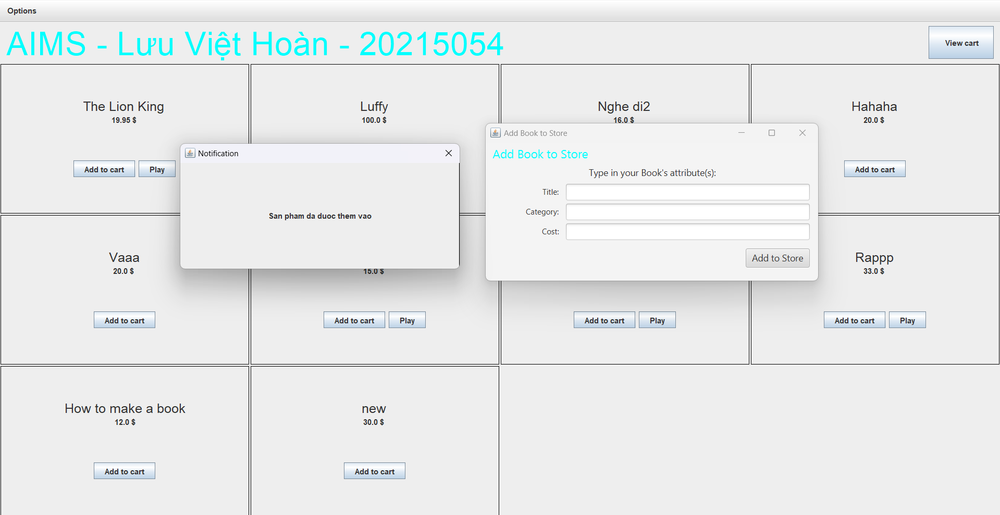 Options
AIMS - Lưu Việt Hoàn - 20215054
View cart
The Lion King
19.95 $
Add to cart
Play
Luffy
100.0 $
Nghe di2
16.0 $
Hahaha
20.0 $
Add to cart
Notification
San pham da duoc them vao
Add Book to Store
Add Book to Store
Type in your Book's attribute(s):
Title:
Category:
Cost:
Add to Store
Vaaa
20.0 $
Add to cart
15.0 $
Add to cart
Play
Add to cart
Play
Rappp
33.0 $
Add to cart
Play
How to make a book
12.0 $
Add to cart
new
30.0 $
Add to cart